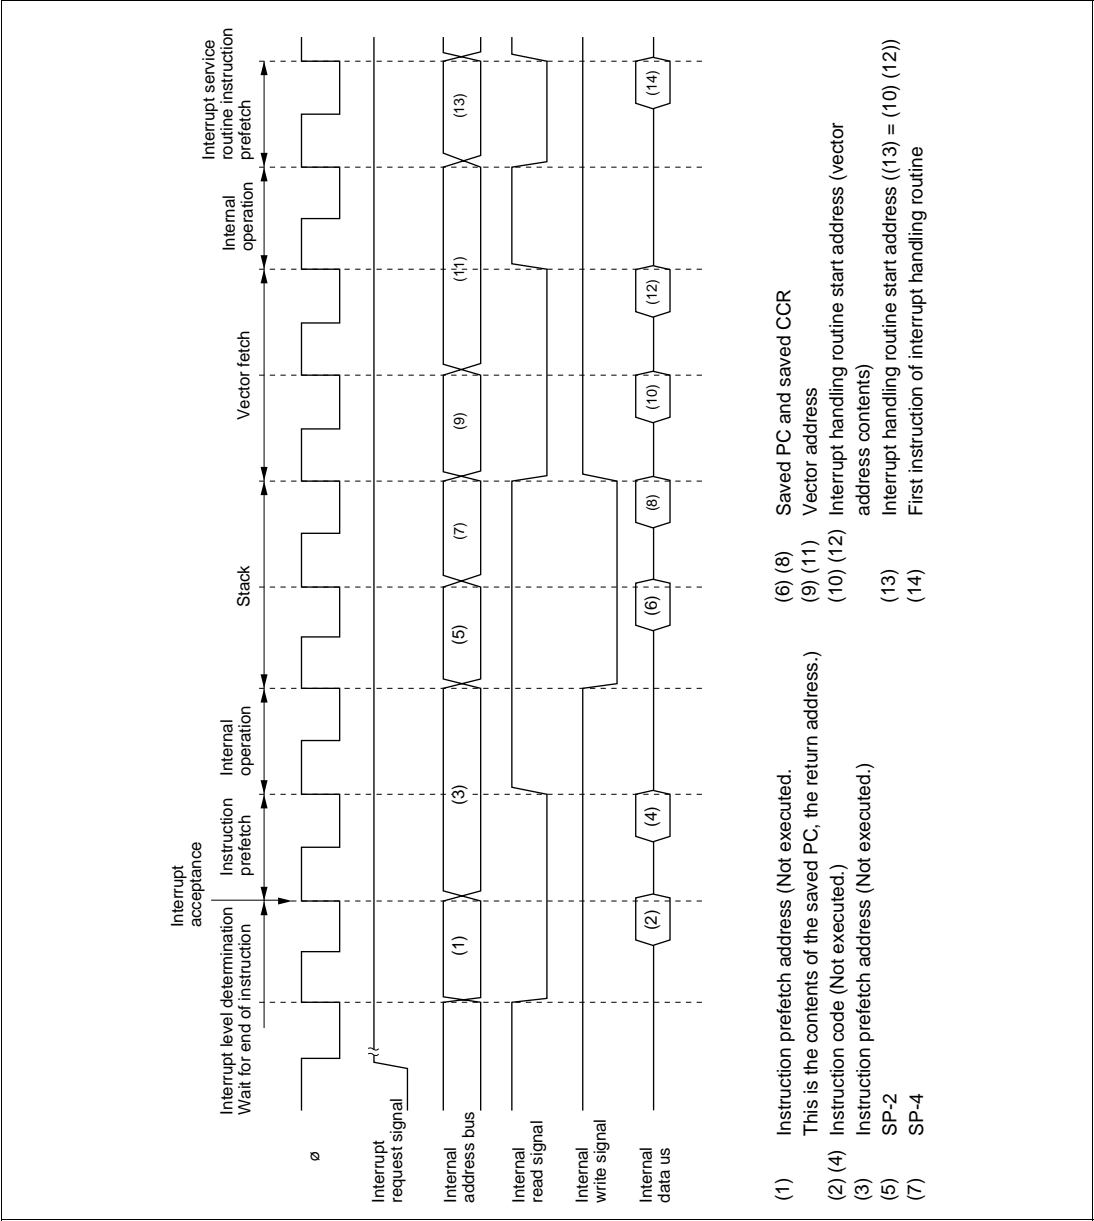 Interrupt
acceptance
Interrupt level determination
Wait for end of instruction
Instruction
prefetch
Internal
operation
Stack
Vector fetch
Internal
operation
Interrupt service
routine instruction
prefetch
ø
Interrupt
request signal
Internal
address bus
(1)
(3)
(5)
(7)
(9)
(11)
(13)
Internal
read signal
Internal
write signal
Internal
data us
(2)
(4)
(6)
(8)
(10)
(12)
(14)
(1) Instruction prefetch address (Not executed.
This is the contents of the saved PC, the return address.)
(2) (4) Instruction code (Not executed.)
(3) Instruction prefetch address (Not executed.)
(5) SP-2
(7) SP-4
(6) (8) Saved PC and saved CCR
(9) (11) Vector address
(10) (12) Interrupt handling routine start address (vector
address contents)
(13) Interrupt handling routine start address ((13) = (10) (12))
(14) First instruction of interrupt handling routine